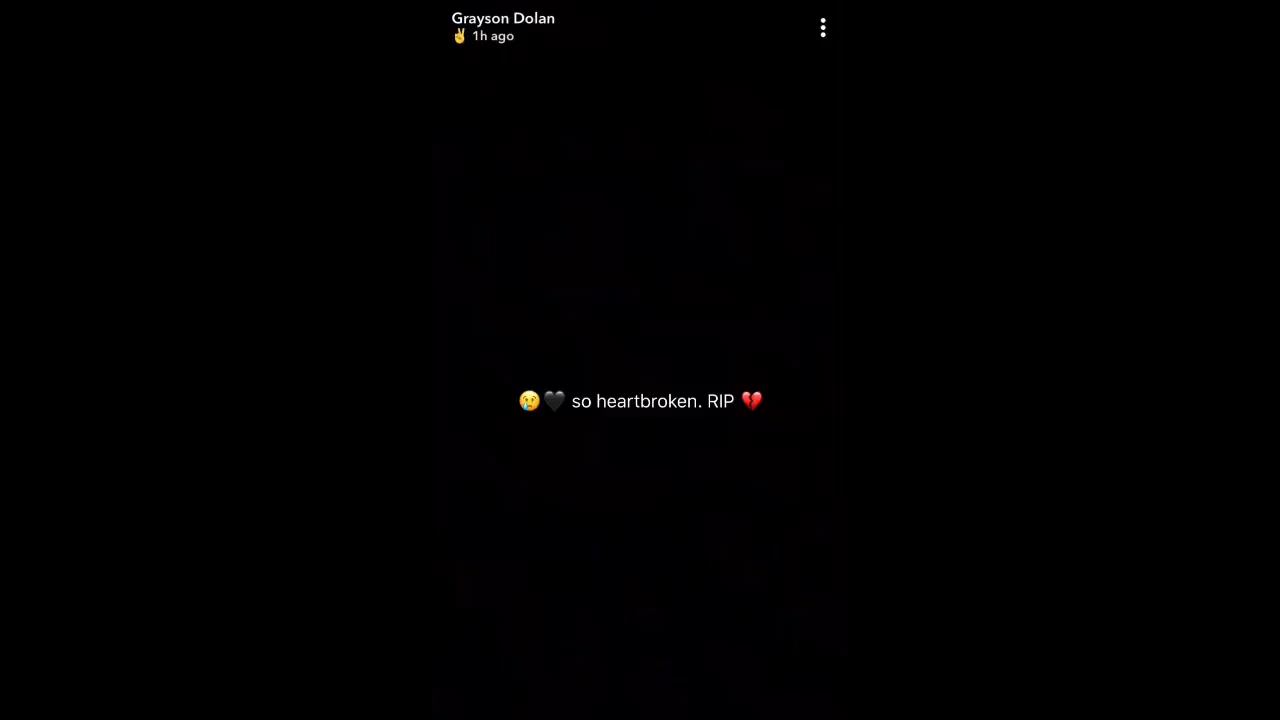 Grayson Dolan
✌️ 1h ago
😢🖤 so heartbroken. RIP 💔